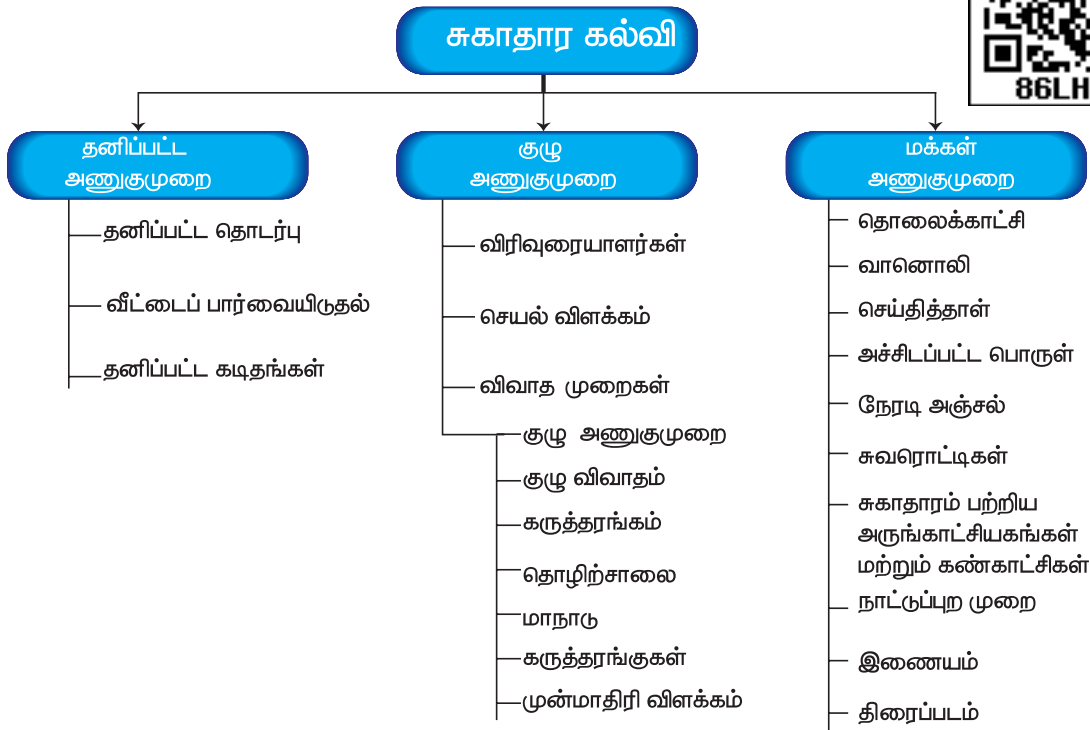 சுகாதார கல்வி
86LH
தனிப்பட்ட
அணுகுமுறை
தனிப்பட்ட தொடர்பு
வீட்டைப் பார்வையிடுதல்
தனிப்பட்ட கடிதங்கள்
குழு
அணுகுமுறை
விரிவுரையாளர்கள்
செயல் விளக்கம்
விவாத முறைகள்
குழு அணுகுமுறை
குழு விவாதம்
கருத்தரங்கம்
தொழிற்சாலை
மாநாடு
கருத்தரங்குகள்
முன்மாதிரி விளக்கம்
மக்கள்
அணுகுமுறை
தொலைக்காட்சி
வானொலி
செய்தித்தாள்
அச்சிடப்பட்ட பொருள்
நேரடி அஞ்சல்
சுவரொட்டிகள்
சுகாதாரம் பற்றிய
அருங்காட்சியகங்கள்
மற்றும் கண்காட்சிகள்
நாட்டுப்புற முறை
இணையம்
திரைப்படம்